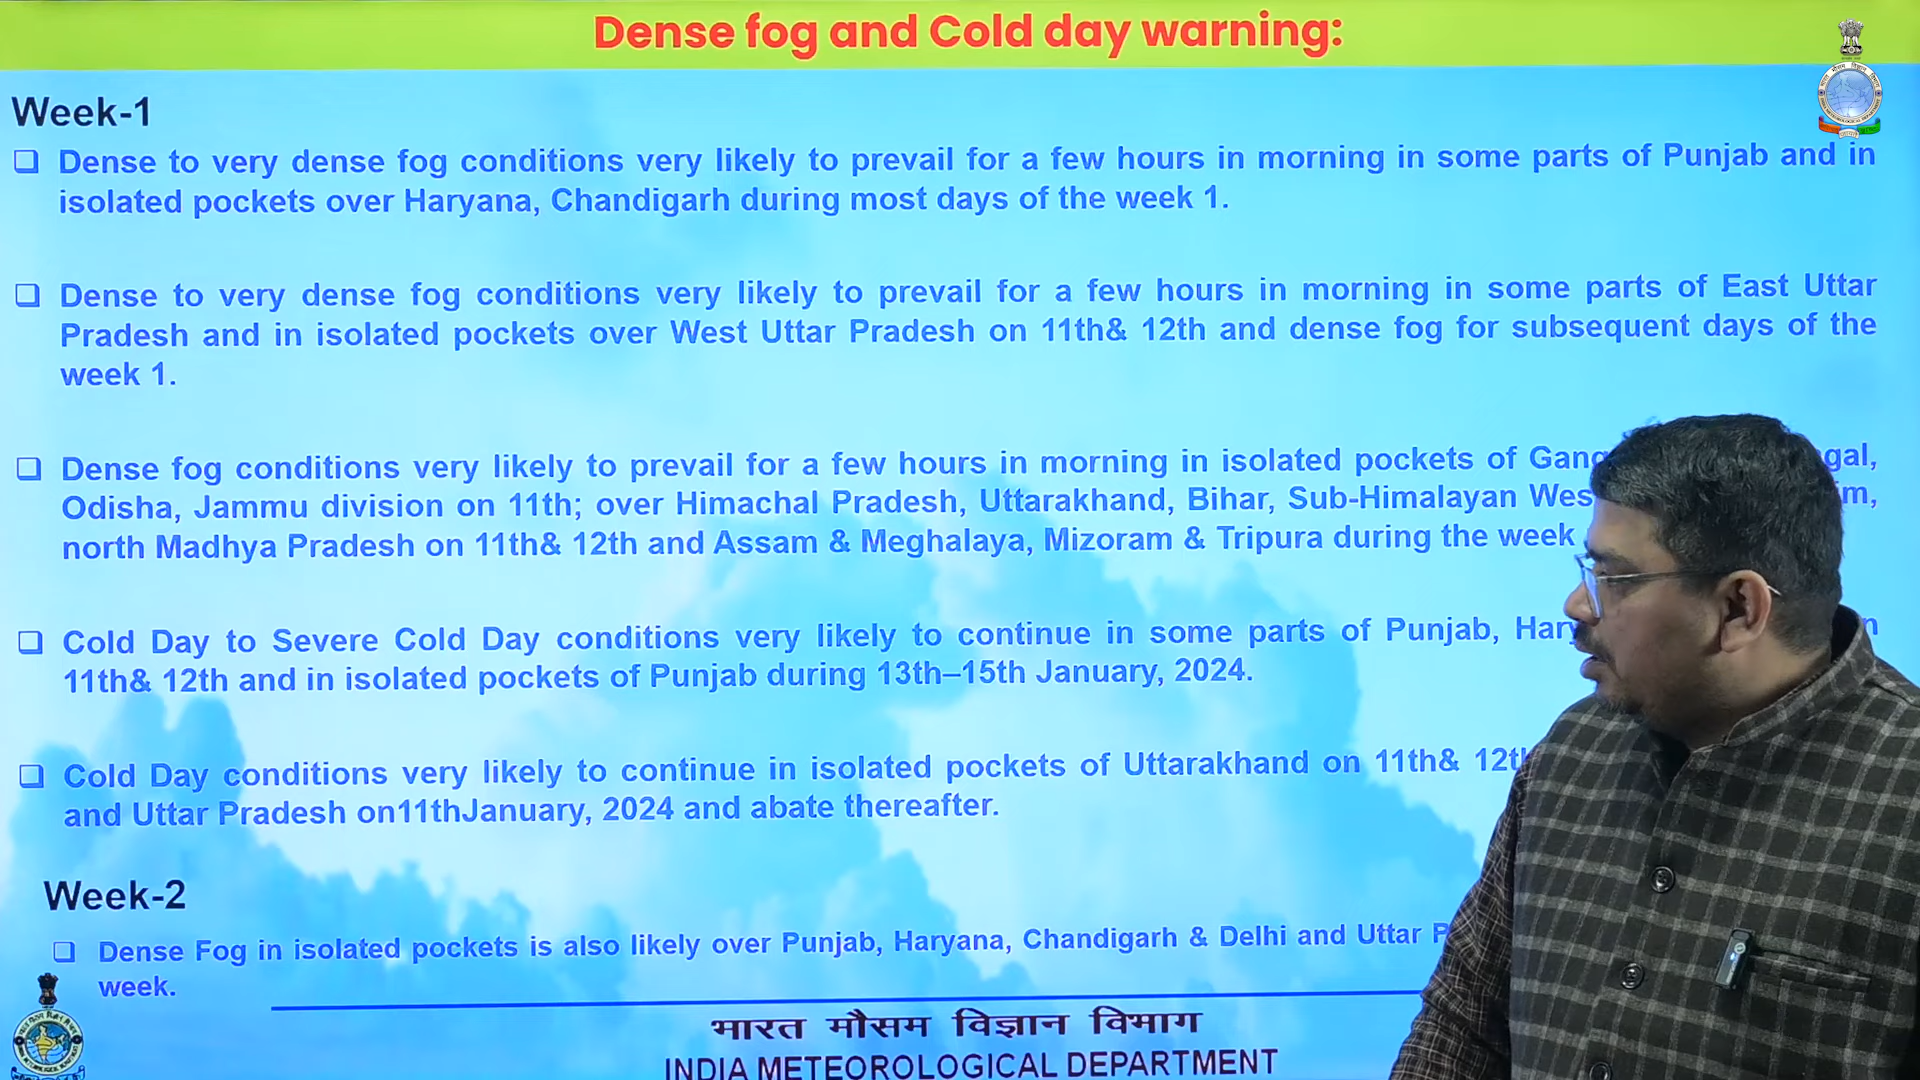 Dense fog and Cold day warning:
Week-1
Dense to very dense fog conditions very likely to prevail for a few hours in morning in some parts of Punjab and in
isolated pockets over Haryana, Chandigarh during most days of the week 1.
Dense to very dense fog conditions very likely to prevail for a few hours in morning in some parts of East Uttar
Pradesh and in isolated pockets over West Uttar Pradesh on 11th& 12th and dense fog for subsequent days of the
week 1.
Dense fog conditions very likely to prevail for a few hours in morning in isolated pockets of
Odisha, Jammu division on 11th; over Himachal Pradesh, Uttarakhand, Bihar, Sub-Himalayan
north Madhya Pradesh on 11th& 12th and Assam & Meghalaya, Mizoram & Tripura during the week
Cold Day to Severe Cold Day conditions very likely to continue in some parts of Punjab,
11th& 12th and in isolated pockets of Punjab during 13th–15th January, 2024.
Cold Day conditions very likely to continue in isolated pockets of Uttarakhand on 11th&
and Uttar Pradesh on11thJanuary, 2024 and abate thereafter.
Week-2
Dense Fog in isolated pockets is also likely over Punjab, Haryana, Chandigarh & Delhi and Uttar
week.
भारत मौसम विज्ञान विभाग
INDIA METEOROLOGICAL DEPARTMENT